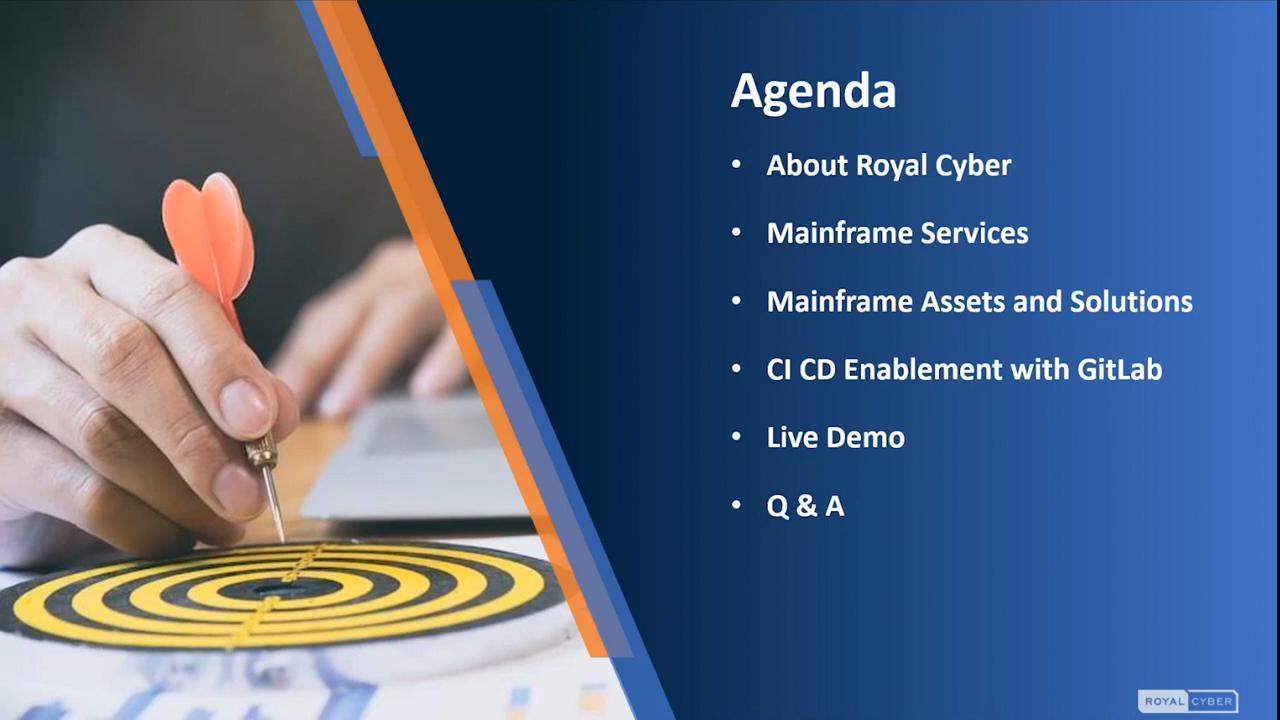 Agenda
• About Royal Cyber
• Mainframe Services
• Mainframe Assets and Solutions
• CI CD Enablement with GitLab
• Live Demo
• Q & A
ROYAL CYBER